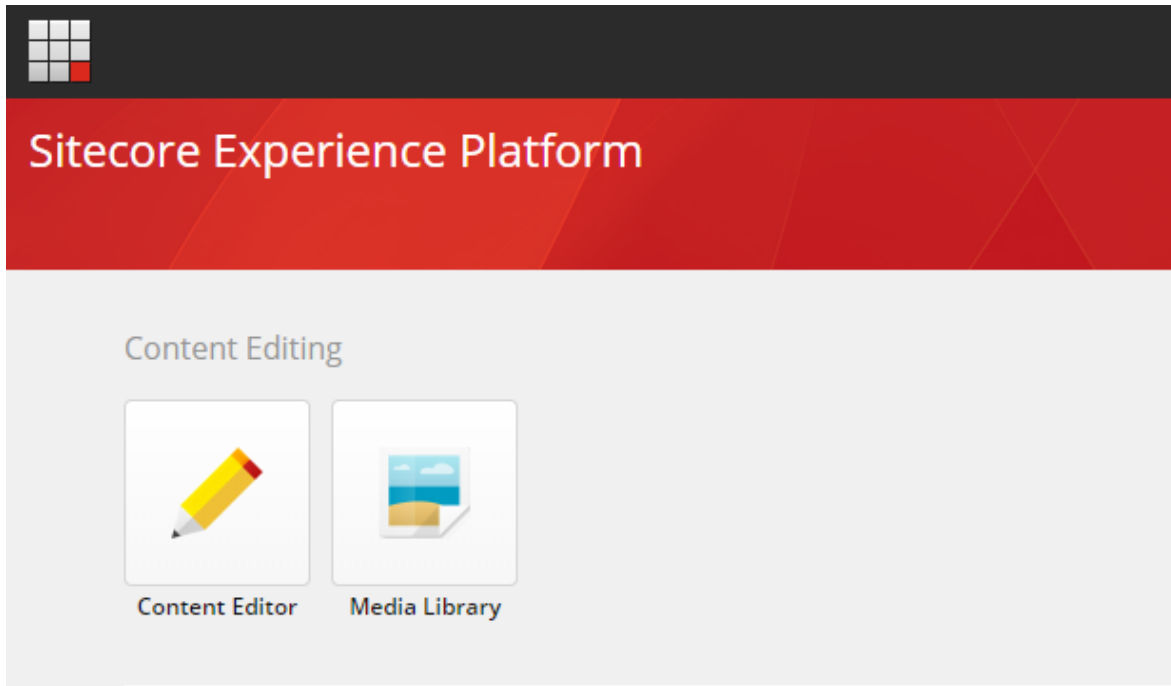 Sitecore Experience Platform
Content Editing
Content Editor
Media Library